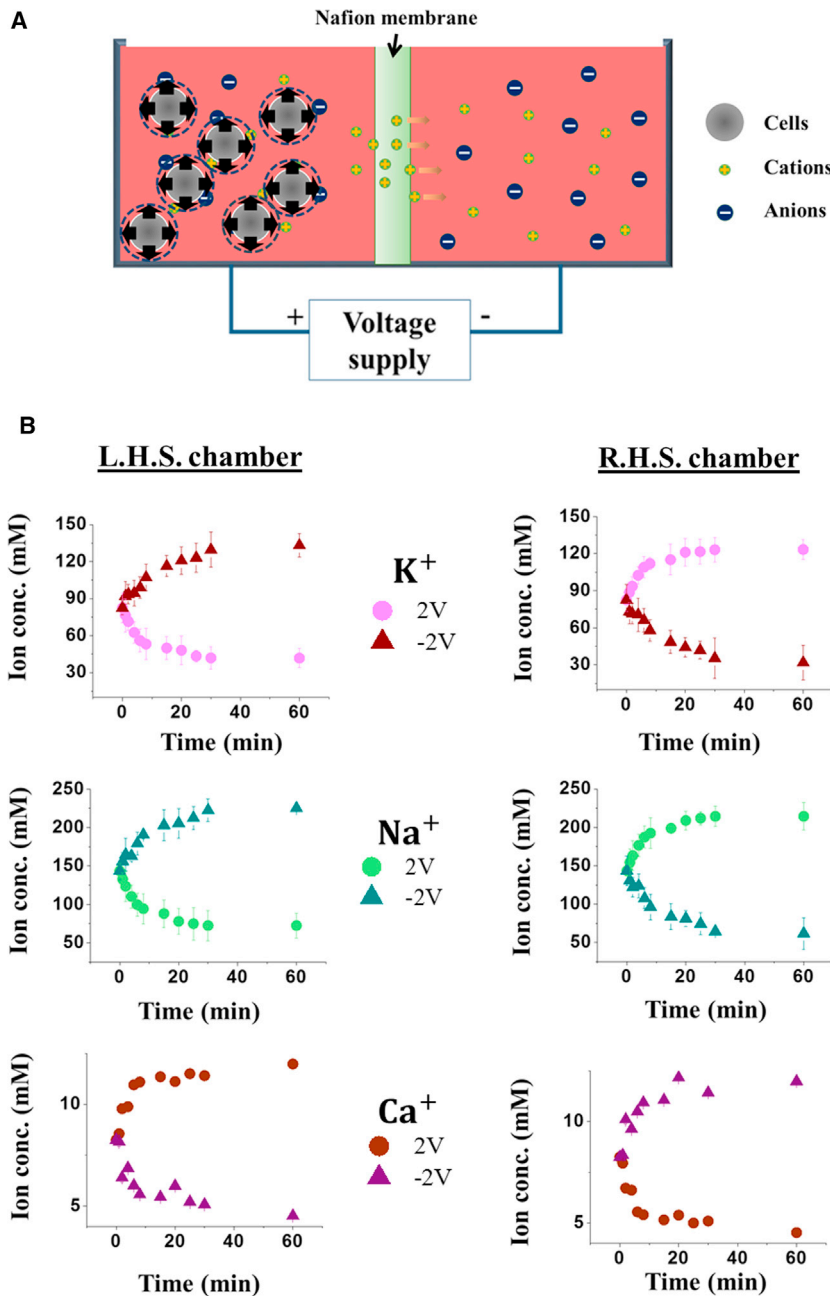 A
Nafion membrane
Cells
Cations
Anions
+
Voltage
supply
-
B
L.H.S. chamber
R.H.S. chamber
Ion conc. (mM)
150
120
90
60
30
0 20 40 60
Time (min)
K+
2V
-2V
Ion conc. (mM)
150
120
90
60
30
0 20 40 60
Time (min)
Ion conc. (mM)
250
200
150
100
50
0 20 40 60
Time (min)
Na+
2V
-2V
Ion conc. (mM)
250
200
150
100
50
0 20 40 60
Time (min)
Ion conc. (mM)
10
5
0 20 40 60
Time (min)
Ca+
2V
-2V
Ion conc. (mM)
10
5
0 20 40 60
Time (min)